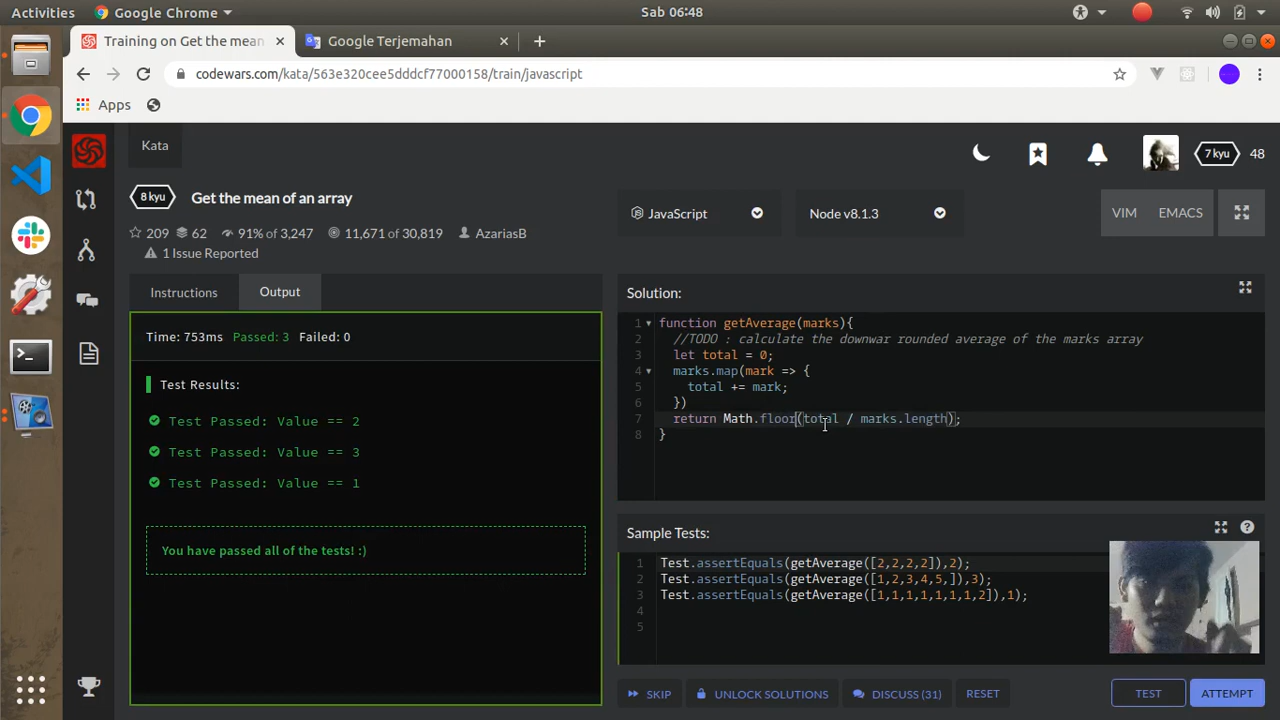 Activities
Google Chrome
Sab 06:48
Training on Get the mean
Google Terjemahan
codewars.com/kata/563e320cee5dddcf77000158/train/javascript
Apps
Kata
7 kyu
48
8 kyu
Get the mean of an array
209 62 91% of 3,247 11,671 of 30,819 AzariasB
1 Issue Reported
JavaScript
Node v8.1.3
VIM
EMACS
Instructions
Output
Time: 753ms Passed: 3 Failed: 0
Test Results:
Test Passed: Value == 2
Test Passed: Value == 3
Test Passed: Value == 1
You have passed all of the tests! :)
Solution:
1 function getAverage(marks){
2 //TODO : calculate the downwar rounded average of the marks array
3 let total = 0;
4 marks.map(mark => {
5 total += mark;
6 })
7 return Math.floor(total / marks.length);
8 }
Sample Tests:
1 Test.assertEquals(getAverage([2,2,2,2]),2);
2 Test.assertEquals(getAverage([1,2,3,4,5,]),3);
3 Test.assertEquals(getAverage([1,1,1,1,1,1,1,2]),1);
4
5
SKIP
UNLOCK SOLUTIONS
DISCUSS (31)
RESET
TEST
ATTEMPT